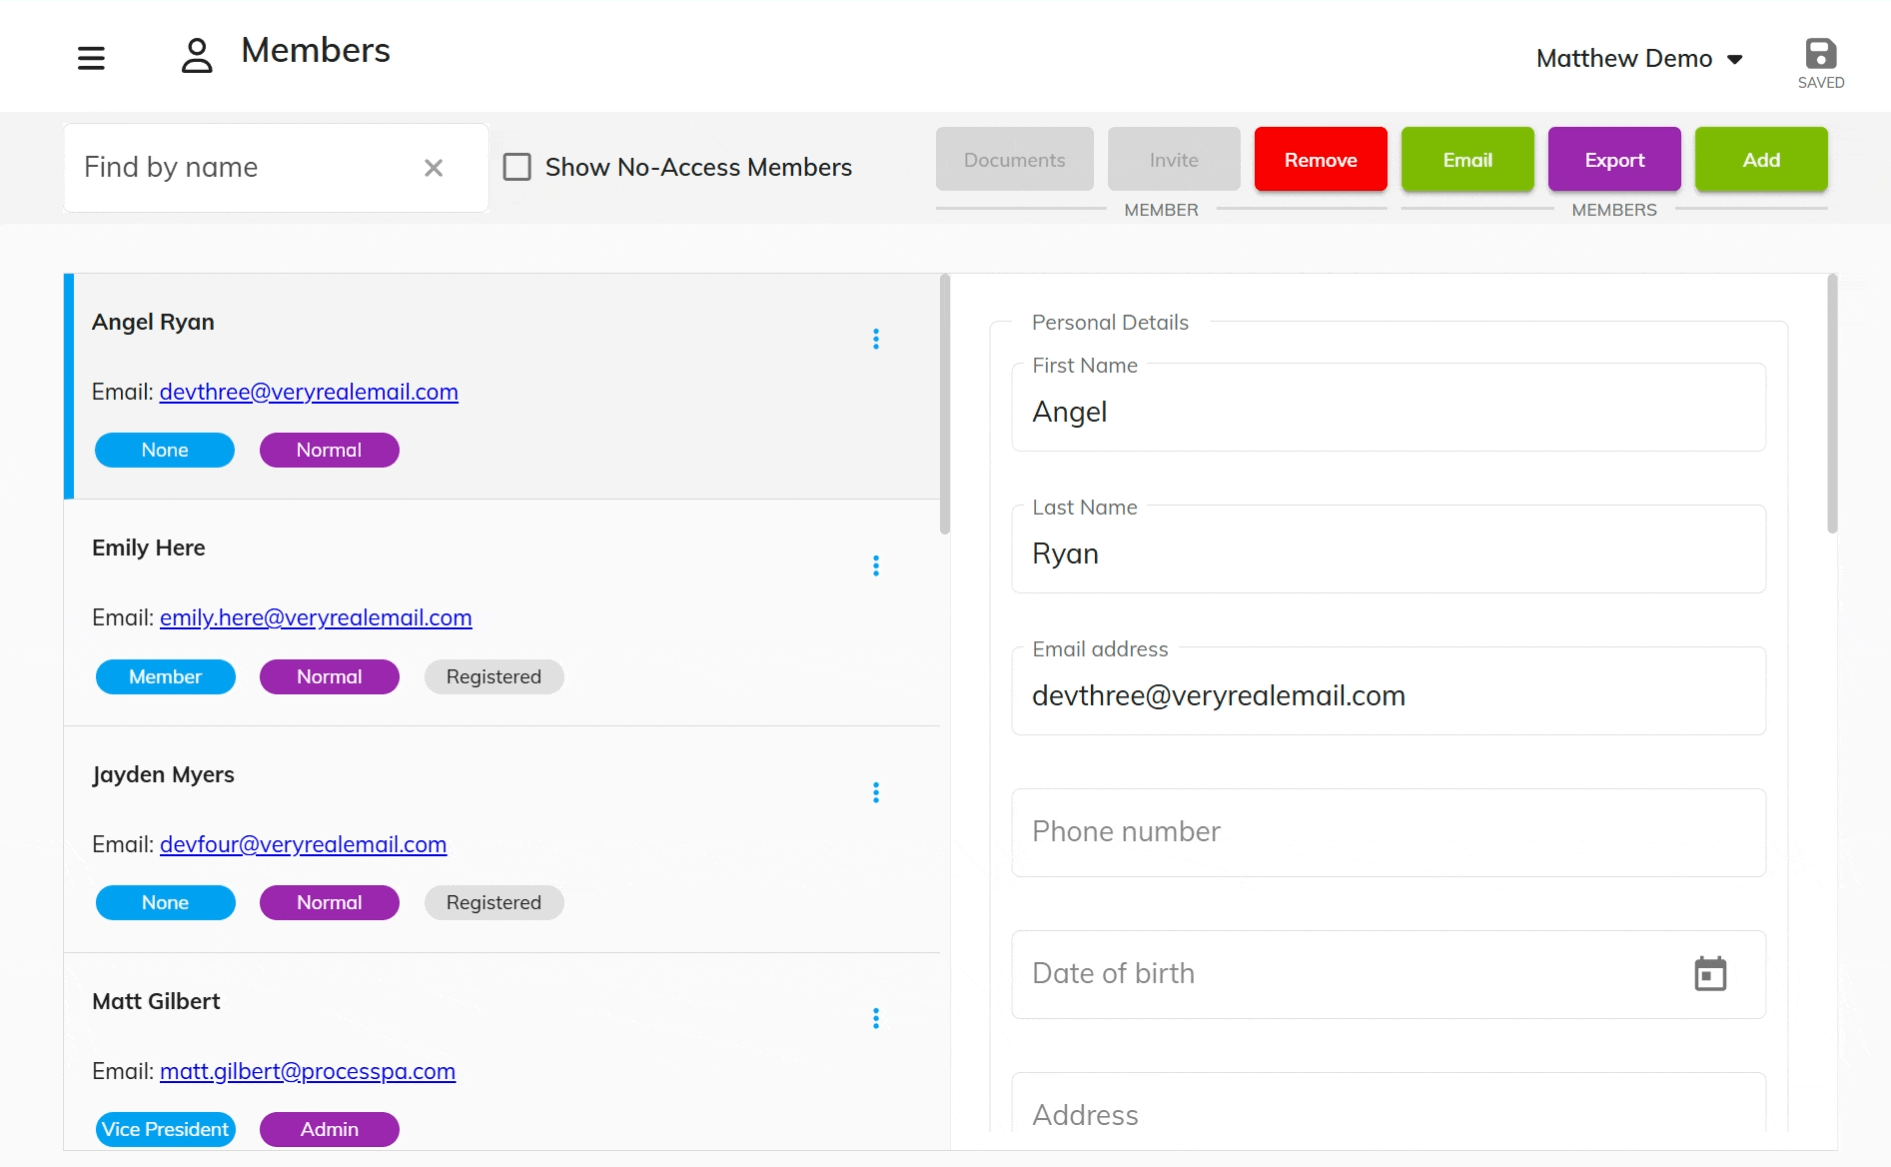 Members
Matthew Demo
SAVED
Find by name
Show No-Access Members
Documents
Invite
Remove
Email
Export
Add
MEMBER
MEMBERS
Angel Ryan
Email: devthree@veryrealemail.com
None
Normal
Emily Here
Email: emily.here@veryrealemail.com
Member
Normal
Registered
Jayden Myers
Email: devfour@veryrealemail.com
None
Normal
Registered
Matt Gilbert
Email: matt.gilbert@processpa.com
Vice President
Admin
Personal Details
First Name
Angel
Last Name
Ryan
Email address
devthree@veryrealemail.com
Phone number
Date of birth
Address